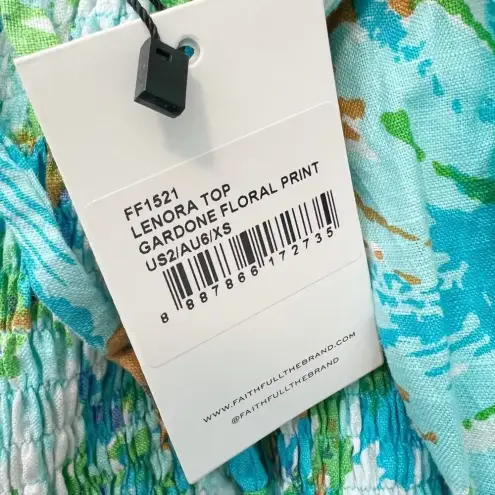 FF1521
LENORA TOP
GARDONE FLORAL PRINT
US2/AU6/XS
8 887866 172735
WWW.FAITHFULLTHEBRAND.COM
@FAITHFULLTHEBRAND